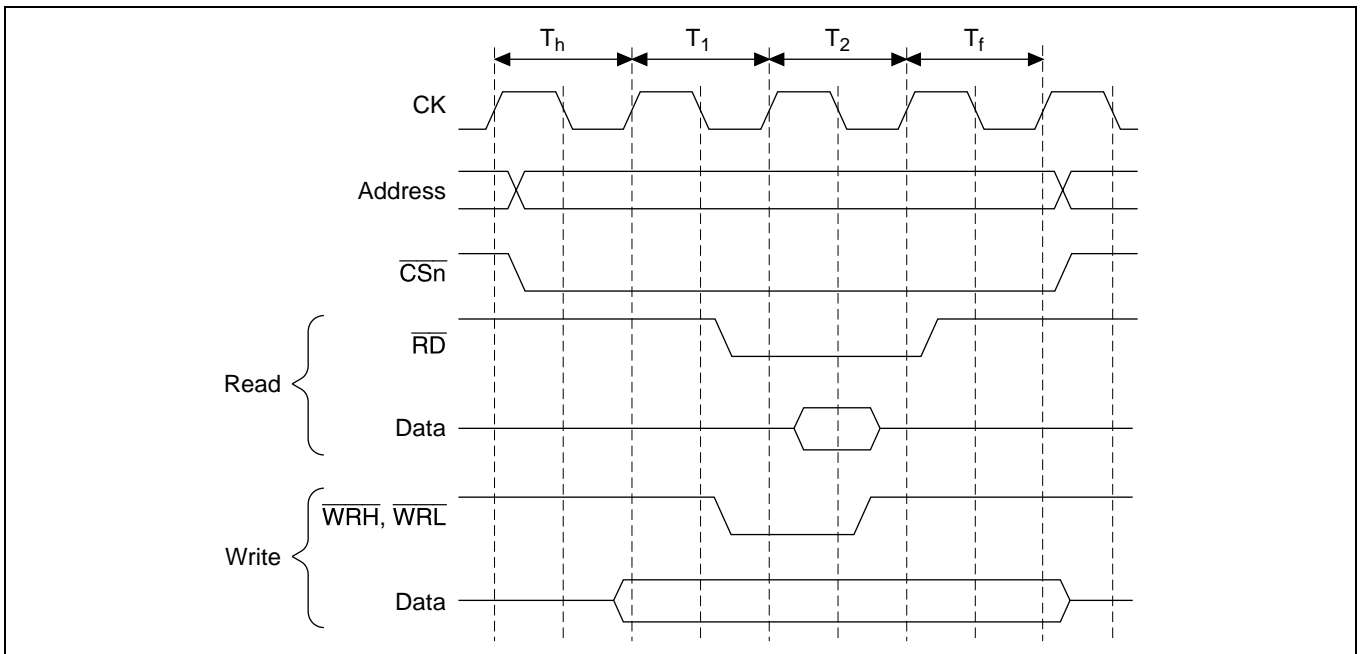 Th T1 T2 Tf
CK
Address
CSn
RD
Read
Data
WRH, WRL
Write
Data